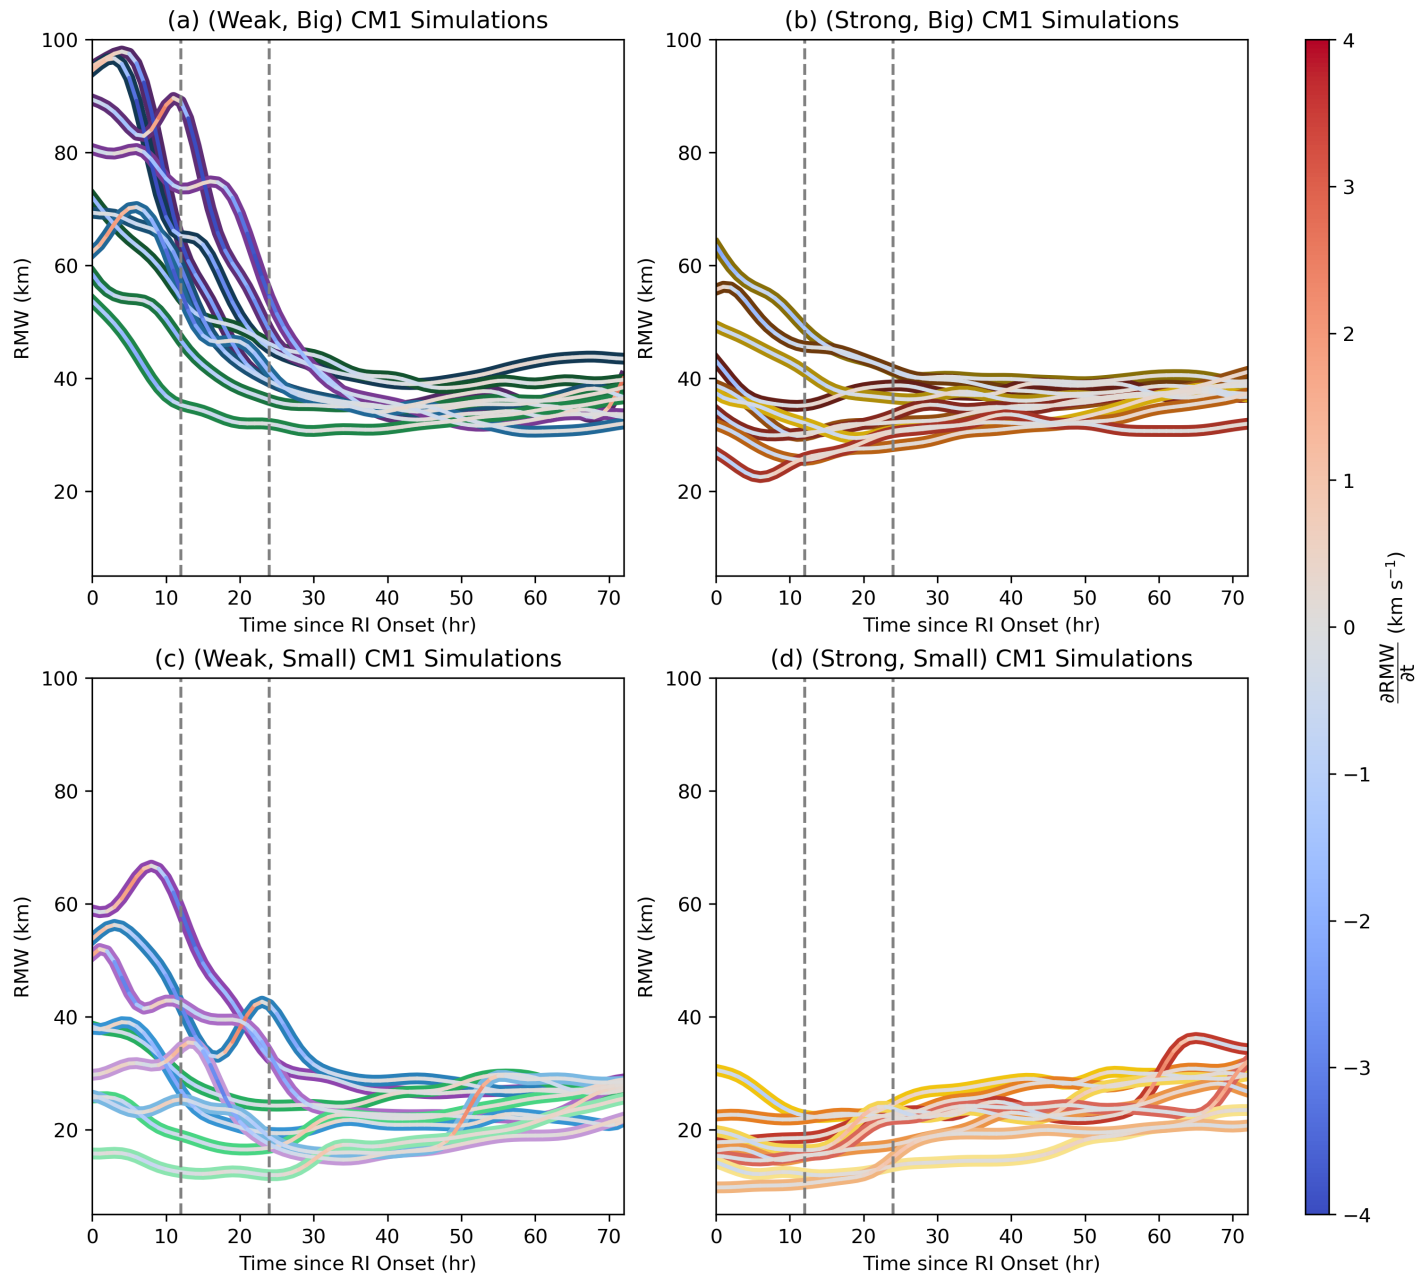 (a) (Weak, Big) CM1 Simulations
100
80
60
40
20
RMW (km)
0 10 20 30 40 50 60 70
Time since RI Onset (hr)
(b) (Strong, Big) CM1 Simulations
100
80
60
40
20
RMW (km)
0 10 20 30 40 50 60 70
Time since RI Onset (hr)
(c) (Weak, Small) CM1 Simulations
100
80
60
40
20
RMW (km)
0 10 20 30 40 50 60 70
Time since RI Onset (hr)
(d) (Strong, Small) CM1 Simulations
100
80
60
40
20
RMW (km)
0 10 20 30 40 50 60 70
Time since RI Onset (hr)
4
3
2
1
0
−1
−2
−3
−4
∂RMW/∂t (km s⁻¹)